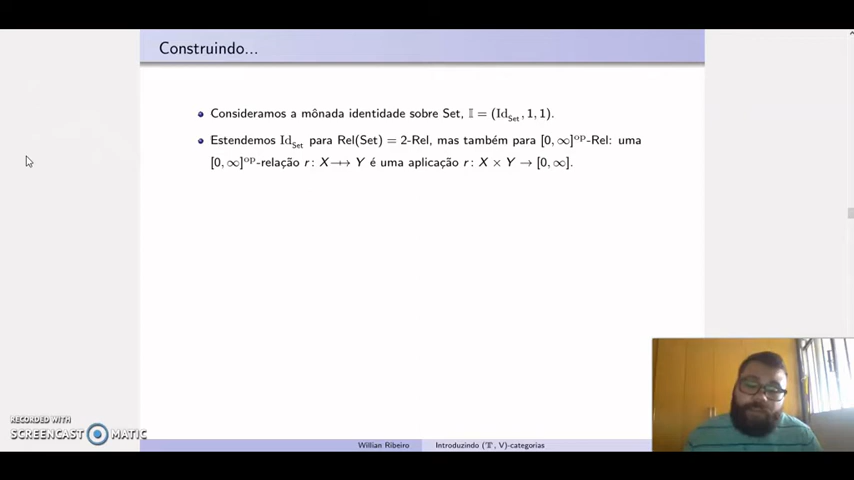 Construindo...
Consideramos a mônada identidade sobre Set, 𝕀 = (Id_Set, 1, 1).
Estendemos Id_Set para Rel(Set) = 2-Rel, mas também para [0, ∞]^op-Rel: uma
[0, ∞]^op-relação r: X ⇸ Y é uma aplicação r: X × Y → [0, ∞].
RECORDED WITH
SCREENCAST MATIC
Willian Ribeiro Introduzindo (𝕋, V)-categorias